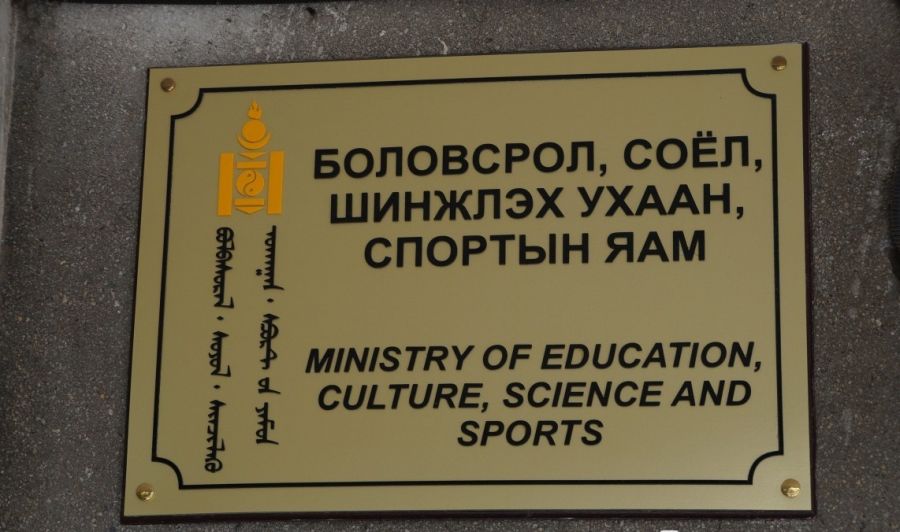 БОЛОВСРОЛ, СОЁЛ,
ШИНЖЛЭХ УХААН,
СПОРТЫН ЯАМ
MINISTRY OF EDUCATION,
CULTURE, SCIENCE AND
SPORTS